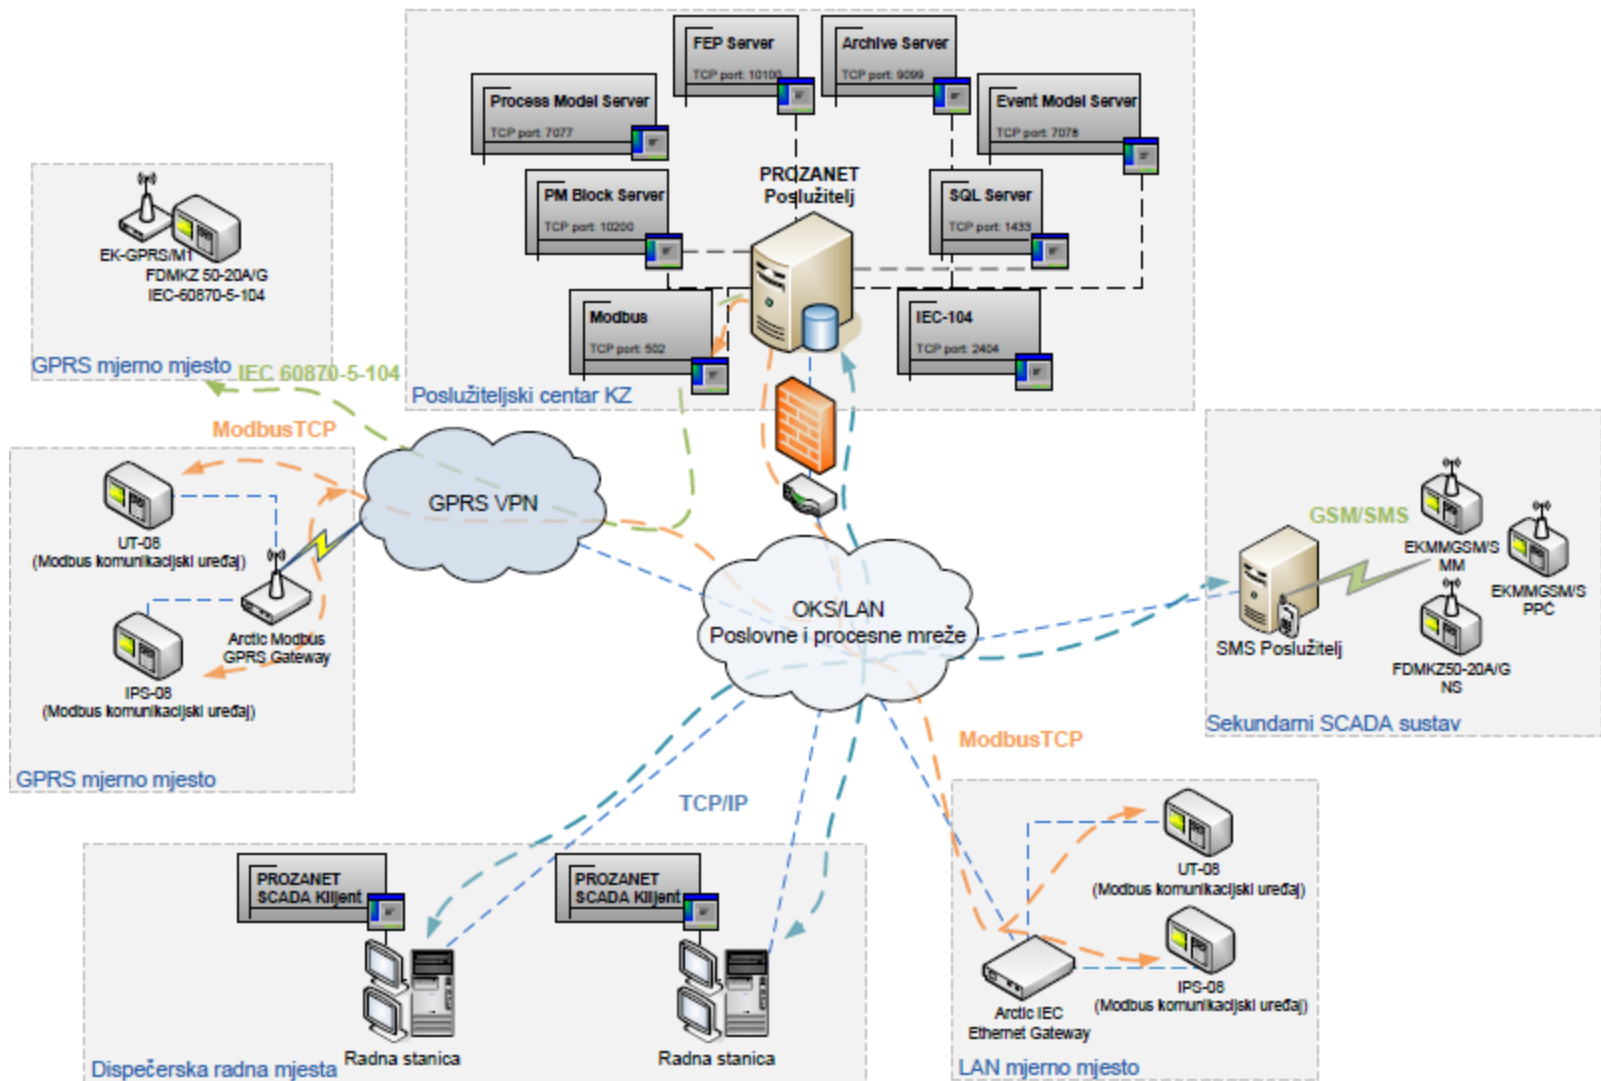 FEP Server
TCP port: 10100
Archive Server
TCP port: 9099
Process Model Server
TCP port: 7077
Event Model Server
TCP port: 7078
PROZANET
Poslužitelj
PM Block Server
TCP port: 10200
SQL Server
TCP port: 1433
Modbus
TCP port: 502
IEC-104
TCP port: 2404
Poslužiteljski centar KZ
EK-GPRS/M1
FDMKZ 50-20A/G
IEC-60870-5-104
GPRS mjerno mjesto
IEC 60870-5-104
ModbusTCP
UT-08
(Modbus komunikacijski uređaj)
Arctic Modbus
GPRS Gateway
IPS-08
(Modbus komunikacijski uređaj)
GPRS mjerno mjesto
GPRS VPN
OKS/LAN
Poslovne i procesne mreže
GSM/SMS
EKMMGSM/S
MM
EKMMGSM/S
PPČ
SMS Poslužitelj
FDMKZ50-20A/G
NS
Sekundarni SCADA sustav
ModbusTCP
TCP/IP
PROZANET
SCADA Klijent
PROZANET
SCADA Klijent
Radna stanica
Radna stanica
Dispečerska radna mjesta
UT-08
(Modbus komunikacijski uređaj)
IPS-08
(Modbus komunikacijski uređaj)
Arctic IEC
Ethernet Gateway
LAN mjerno mjesto